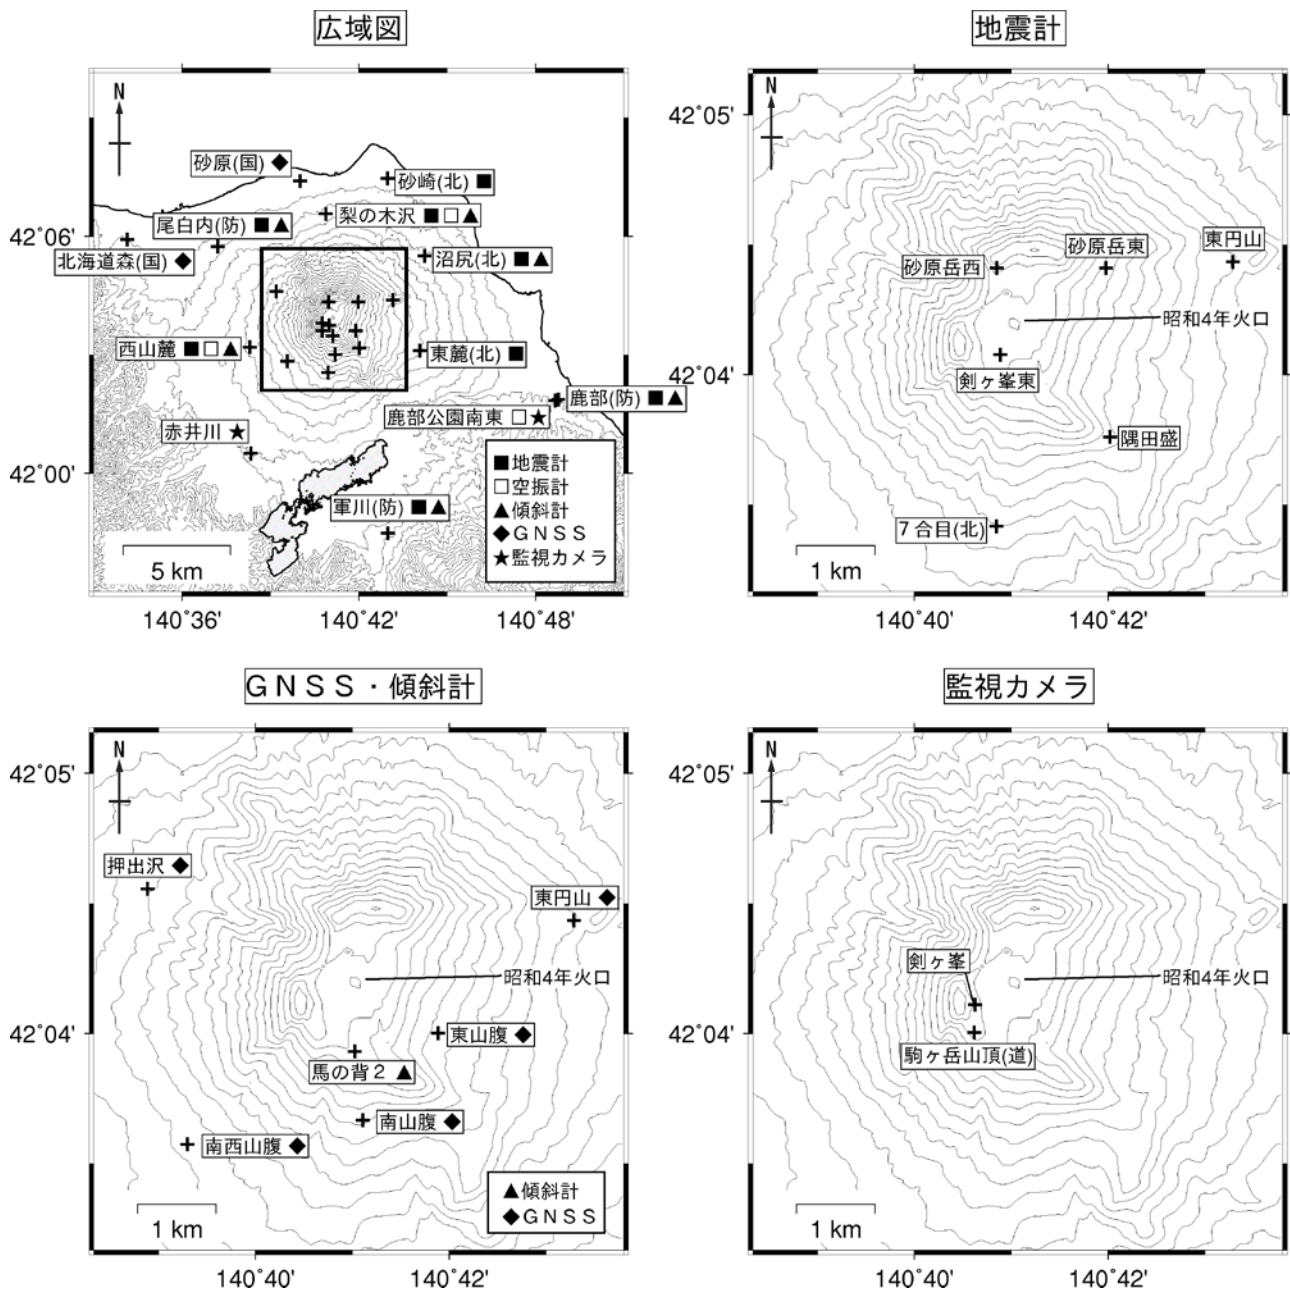 広域図
N
砂原(国)◆
砂崎(北)■
尾白内(防)■▲
梨の木沢 ■□▲
42°06'
北海道森(国)◆
沼尻(北)■▲
西山麓 ■□▲
東麓(北)■
鹿部(防)■▲
鹿部公園南東 □★
赤井川 ★
42°00'
軍川(防)■▲
■地震計
□空振計
▲傾斜計
◆GNSS
★監視カメラ
5 km
140°36'
140°42'
140°48'
地震計
N
42°05'
東円山
砂原岳東
砂原岳西
昭和4年火口
42°04'
剣ヶ峯東
隅田盛
7合目(北)
1 km
140°40'
140°42'
GNSS・傾斜計
N
42°05'
押出沢 ◆
東円山 ◆
昭和4年火口
42°04'
東山腹 ◆
馬の背2 ▲
南山腹 ◆
南西山腹 ◆
▲傾斜計
◆GNSS
1 km
140°40'
140°42'
監視カメラ
N
42°05'
剣ヶ峯
昭和4年火口
42°04'
駒ヶ岳山頂(道)
1 km
140°40'
140°42'